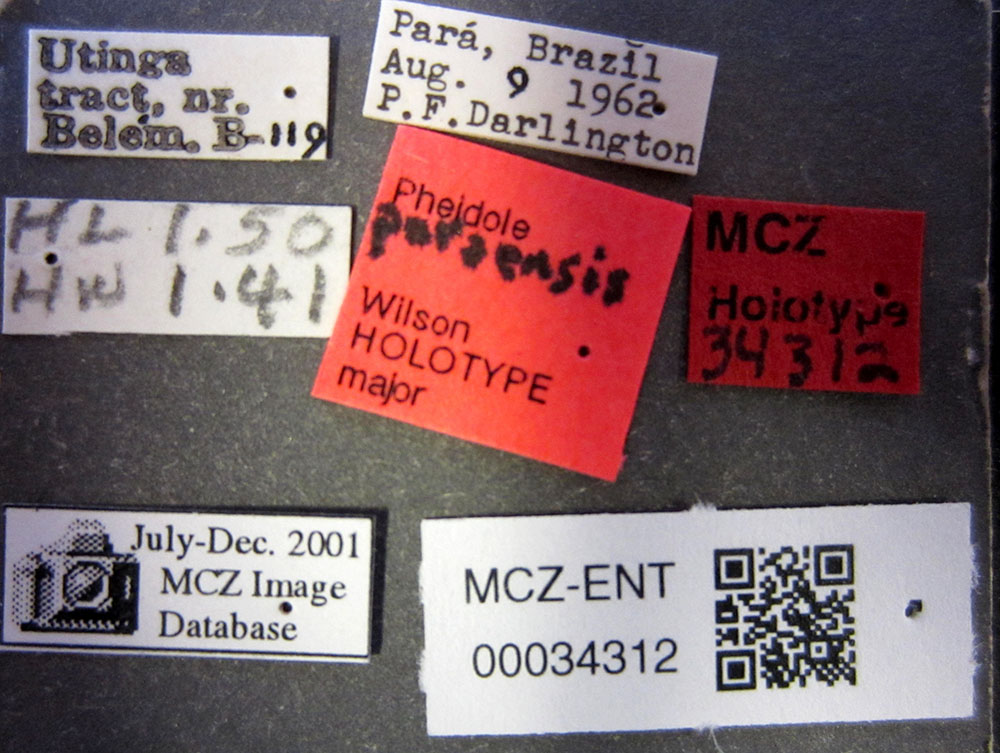 Utinga
tract, nr.
Belém. B-119
Pará, Brazil
Aug. 9 1962
P.F.Darlington
HL 1.50
HW 1.41
Pheidole
paraensis
Wilson
HOLOTYPE
major
MCZ
Holotype
34312
July-Dec. 2001
MCZ Image
Database
MCZ-ENT
00034312